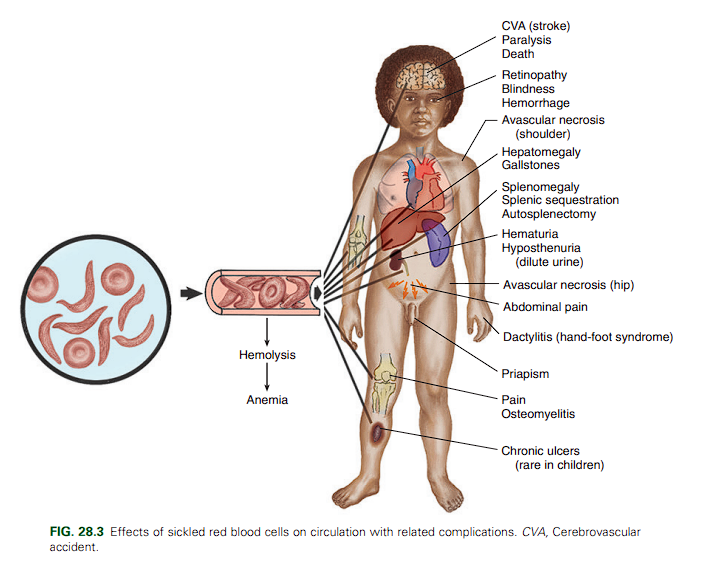 CVA (stroke)
Paralysis
Death
Retinopathy
Blindness
Hemorrhage
Avascular necrosis
(shoulder)
Hepatomegaly
Gallstones
Splenomegaly
Splenic sequestration
Autosplenectomy
Hematuria
Hyposthenuria
(dilute urine)
Avascular necrosis (hip)
Abdominal pain
Dactylitis (hand-foot syndrome)
Priapism
Pain
Osteomyelitis
Chronic ulcers
(rare in children)
Hemolysis
Anemia
FIG. 28.3 Effects of sickled red blood cells on circulation with related complications. CVA, Cerebrovascular
accident.